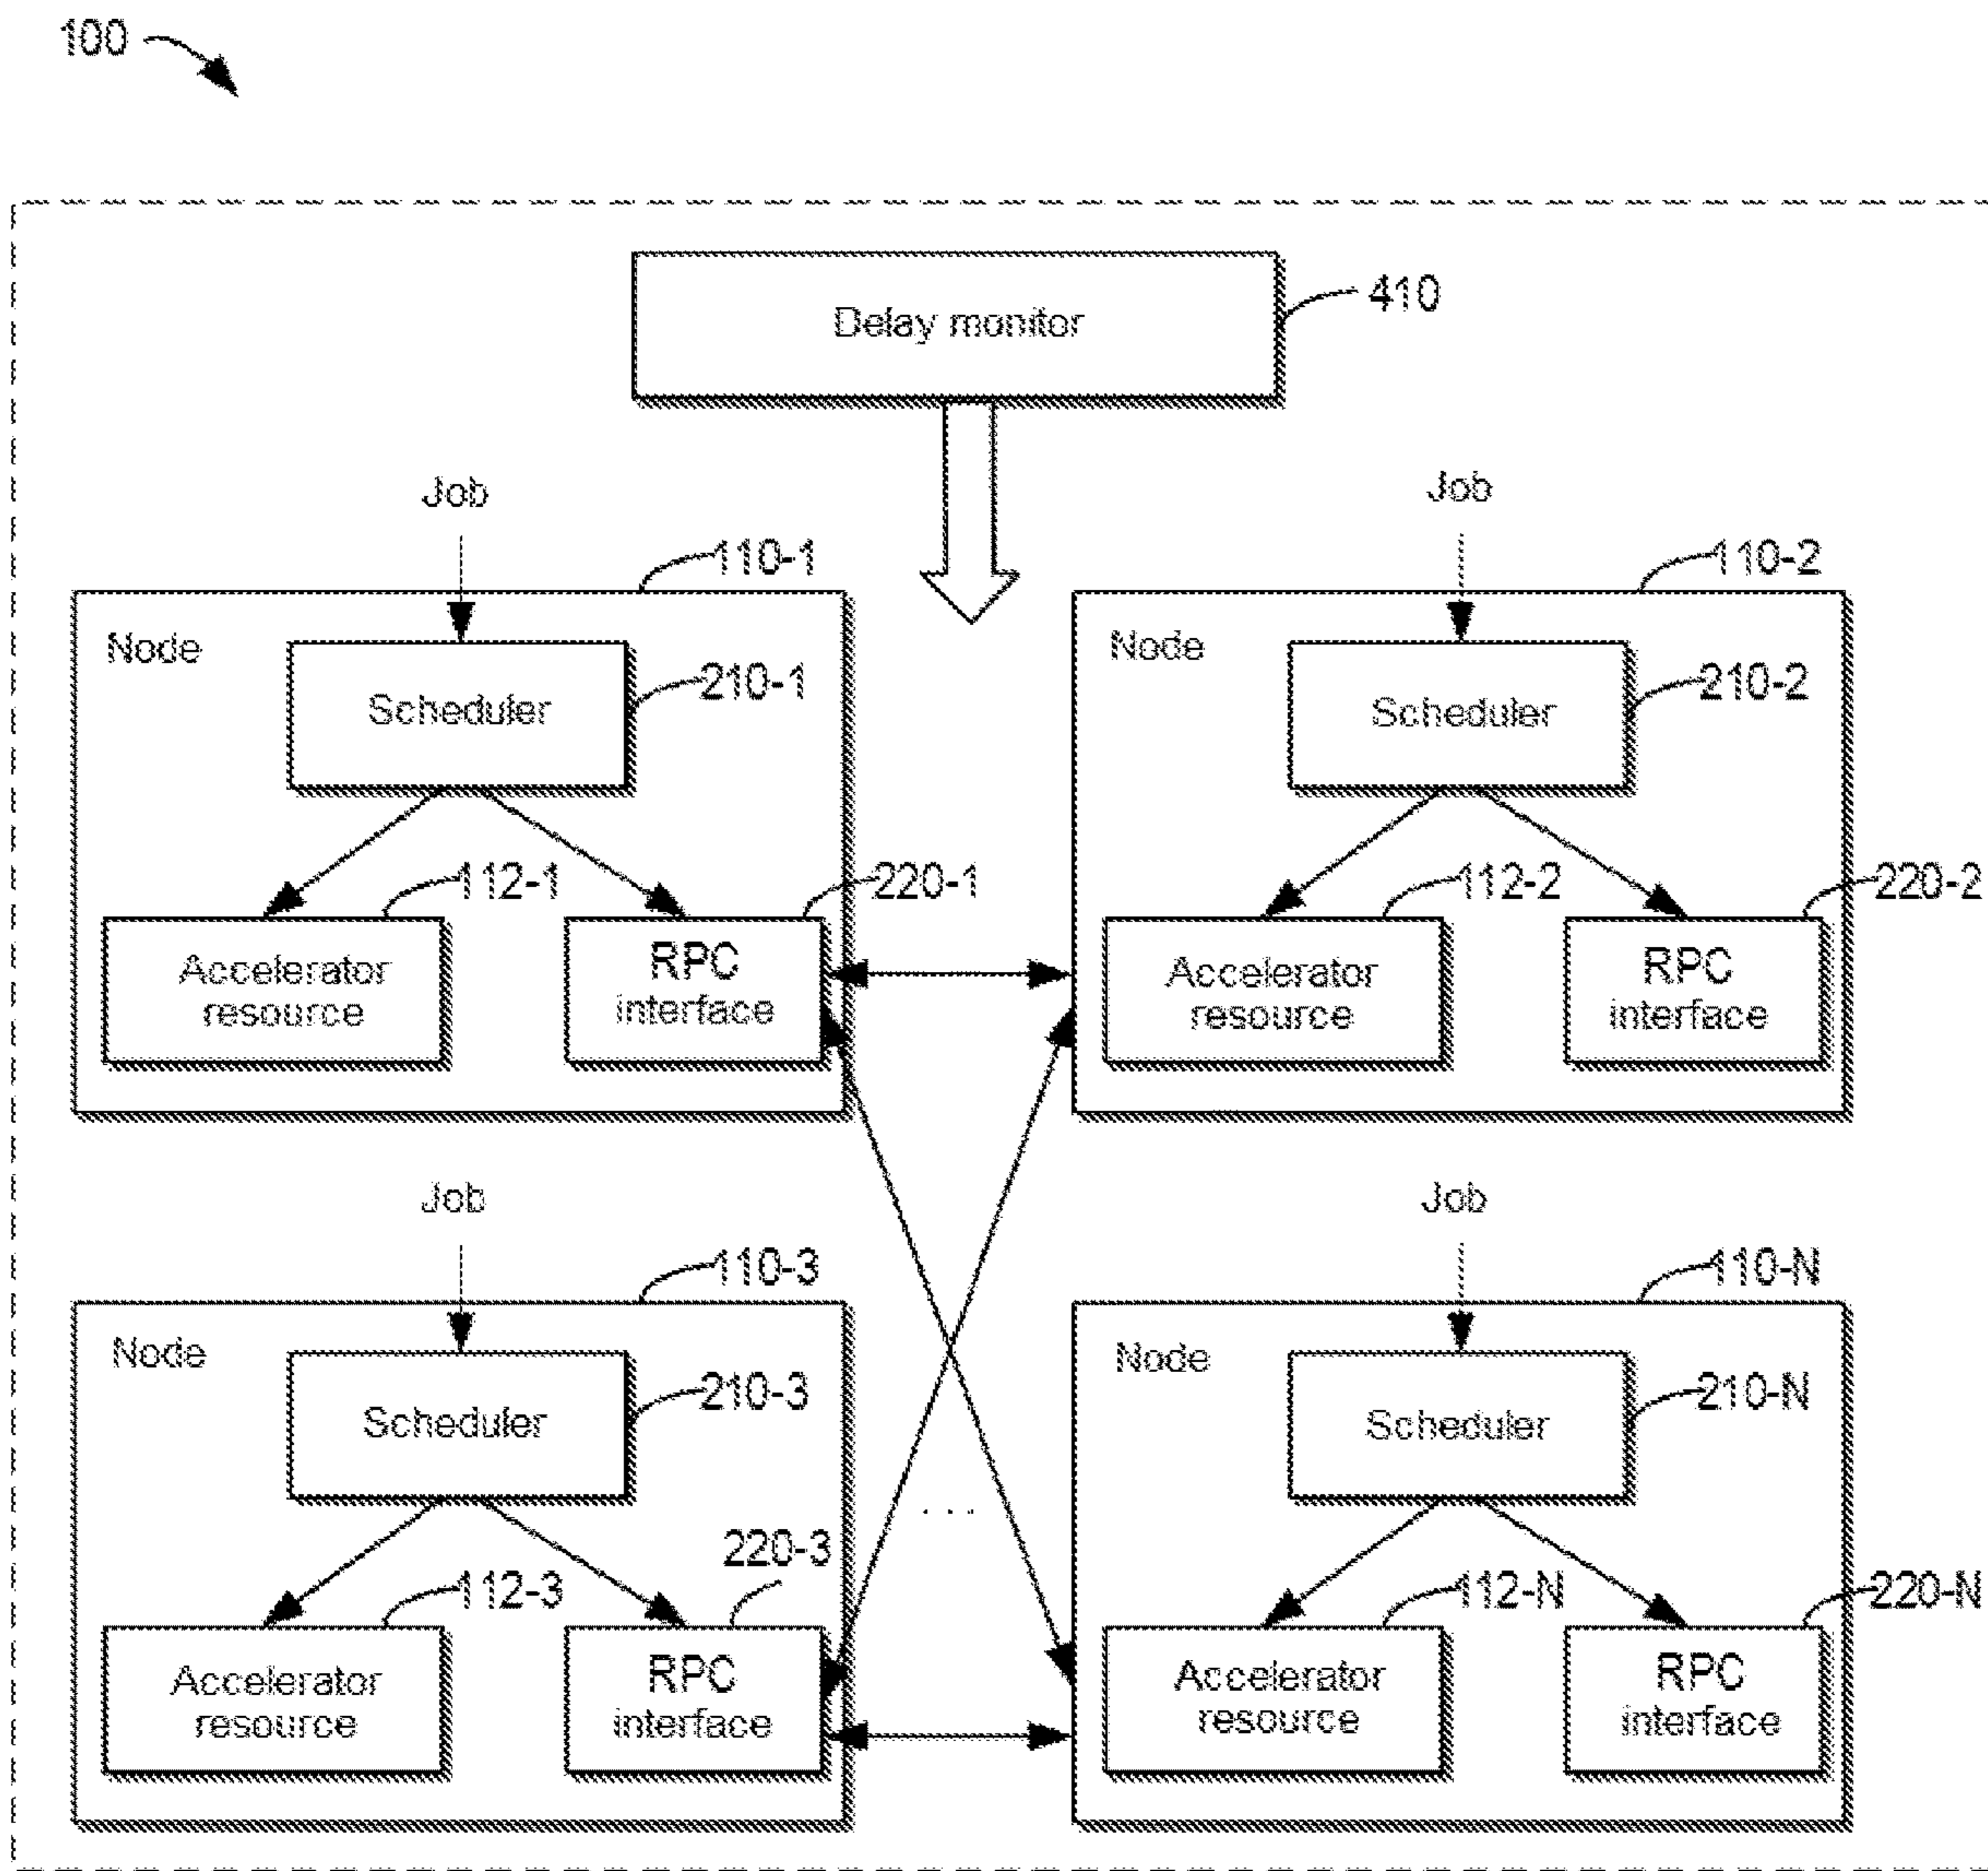 100
Delay monitor
410
Job
Job
110-1
110-2
Node
Scheduler
210-1
Node
Scheduler
210-2
112-1
220-1
112-2
220-2
Accelerator
resource
RPC
interface
Accelerator
resource
RPC
interface
Job
Job
110-3
110-N
Node
Scheduler
210-3
Node
Scheduler
210-N
...
220-3
112-3
112-N
220-N
Accelerator
resource
RPC
interface
Accelerator
resource
RPC
interface